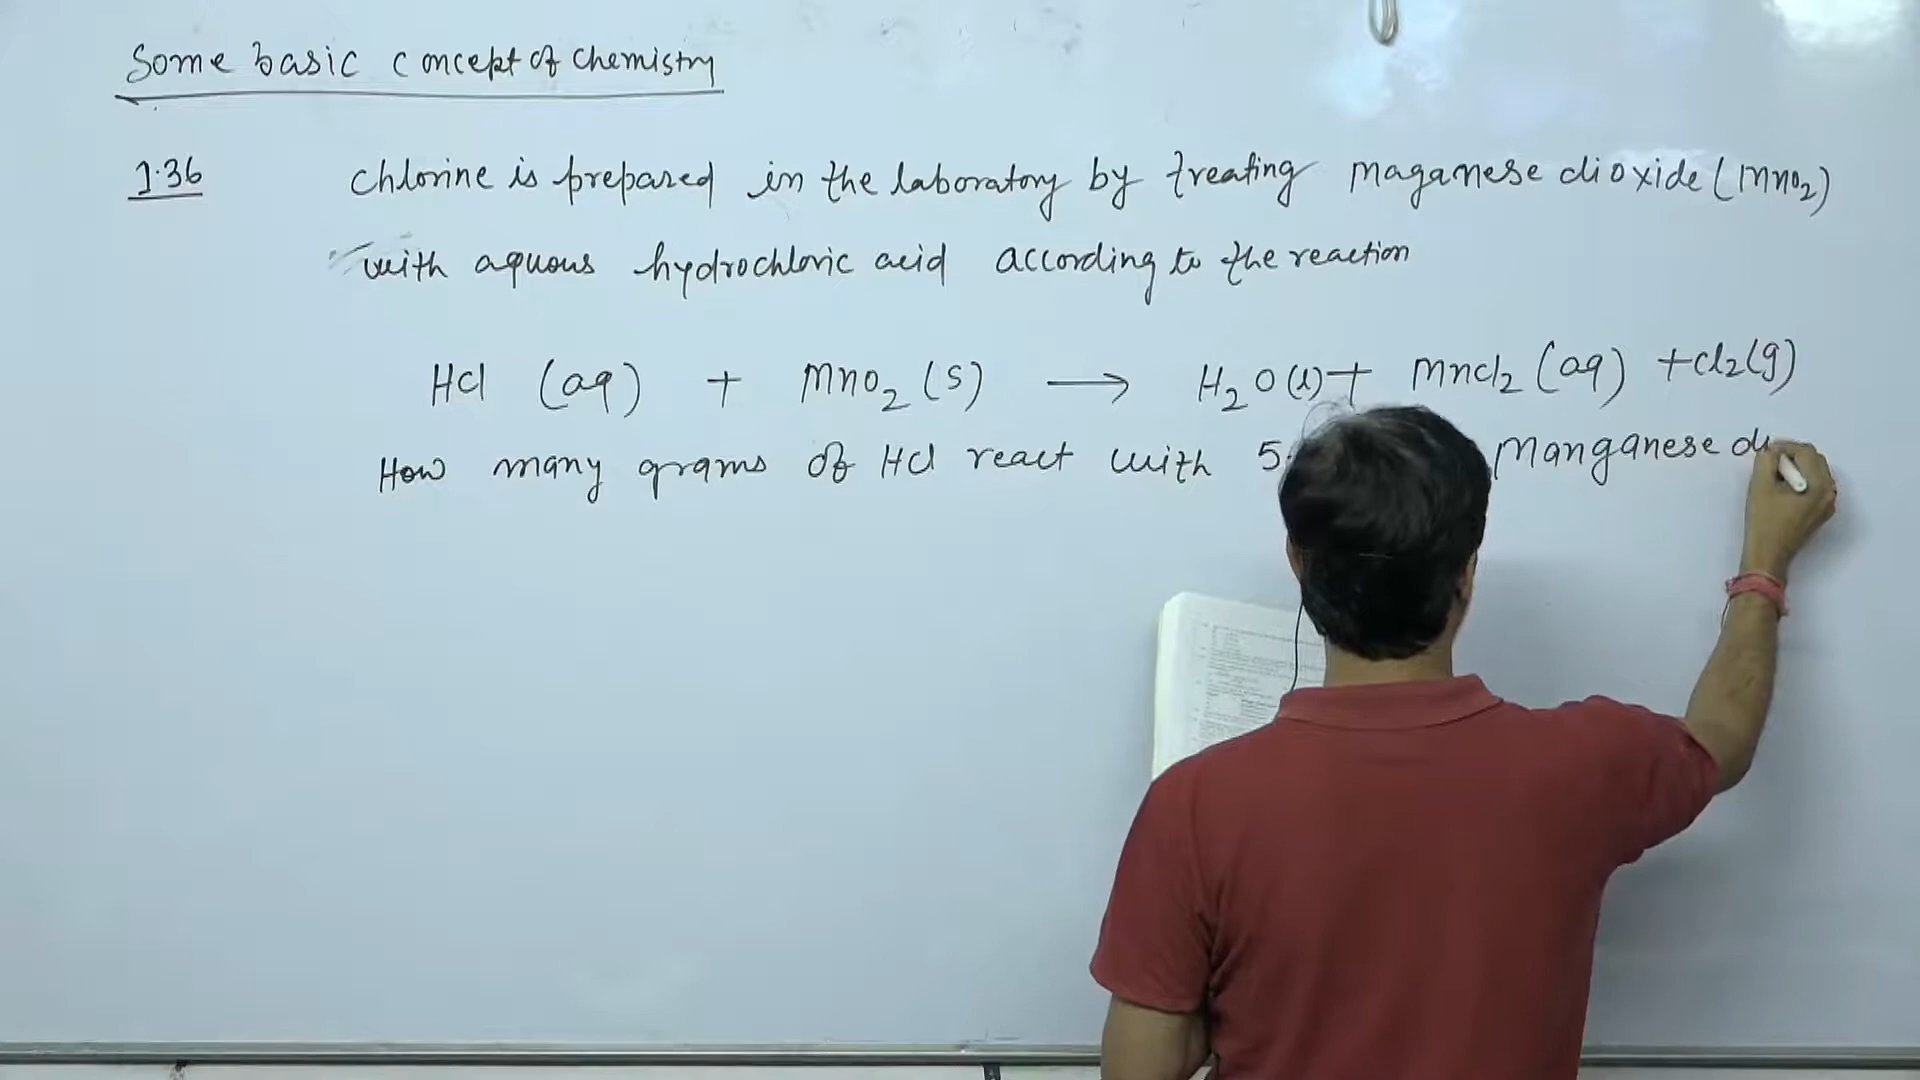 Some basic concept of chemistry
1.36 chlorine is prepared in the laboratory by treating maganese dioxide (MnO2)
with aquous hydrochloric acid according to the reaction
HCl (aq) + MnO2 (s) → H2O(l) + MnCl2 (aq) + Cl2(g)
How many grams of HCl react with 5 Manganese di